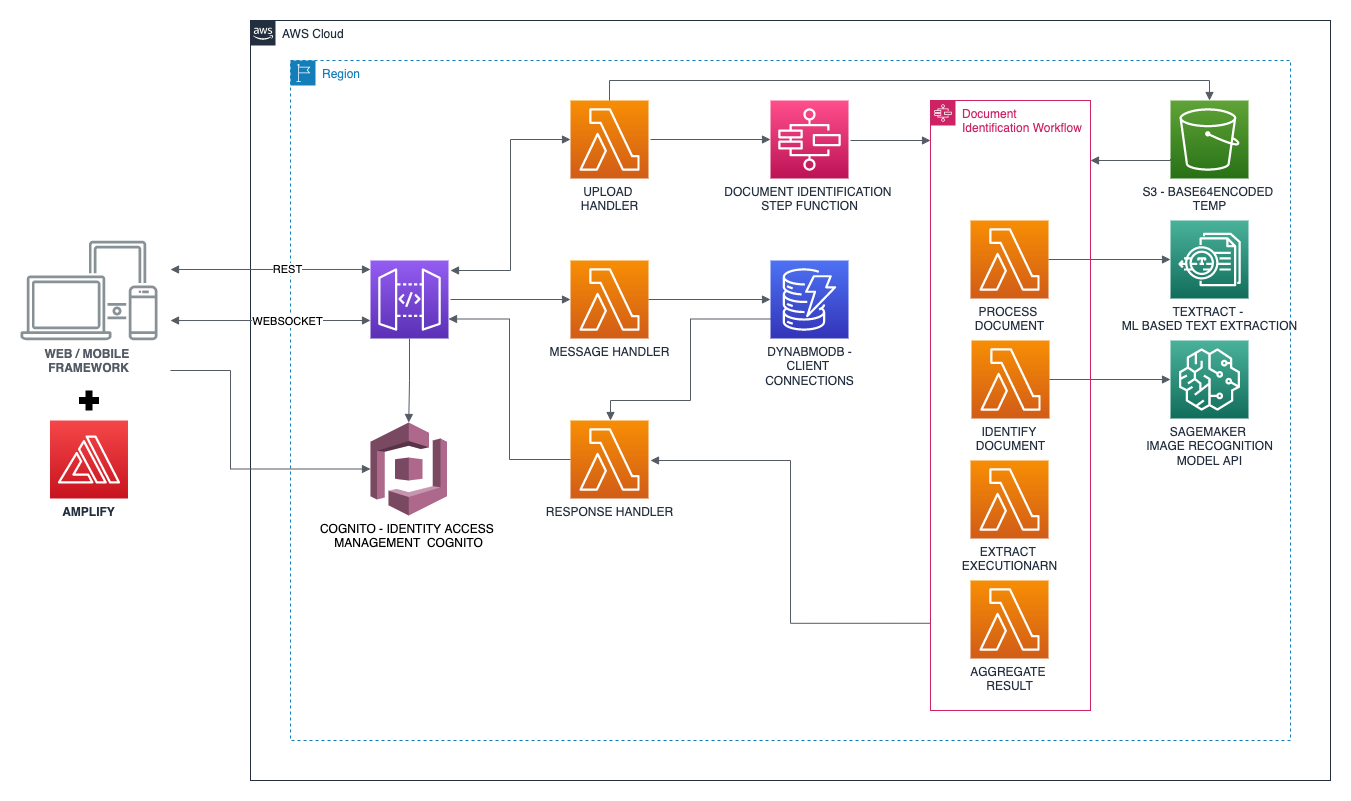 aws
AWS Cloud
Region
Document
Identification Workflow
UPLOAD
HANDLER
DOCUMENT IDENTIFICATION
STEP FUNCTION
S3 - BASE64ENCODED
TEMP
REST
WEBSOCKET
WEB / MOBILE
FRAMEWORK
AMPLIFY
</>
MESSAGE HANDLER
DYNABMODB -
CLIENT
CONNECTIONS
PROCESS
DOCUMENT
T
TEXTRACT -
ML BASED TEXT EXTRACTION
IDENTIFY
DOCUMENT
SAGEMAKER
IMAGE RECOGNITION
MODEL API
COGNITO - IDENTITY ACCESS
MANAGEMENT  COGNITO
RESPONSE HANDLER
EXTRACT
EXECUTIONARN
AGGREGATE
RESULT